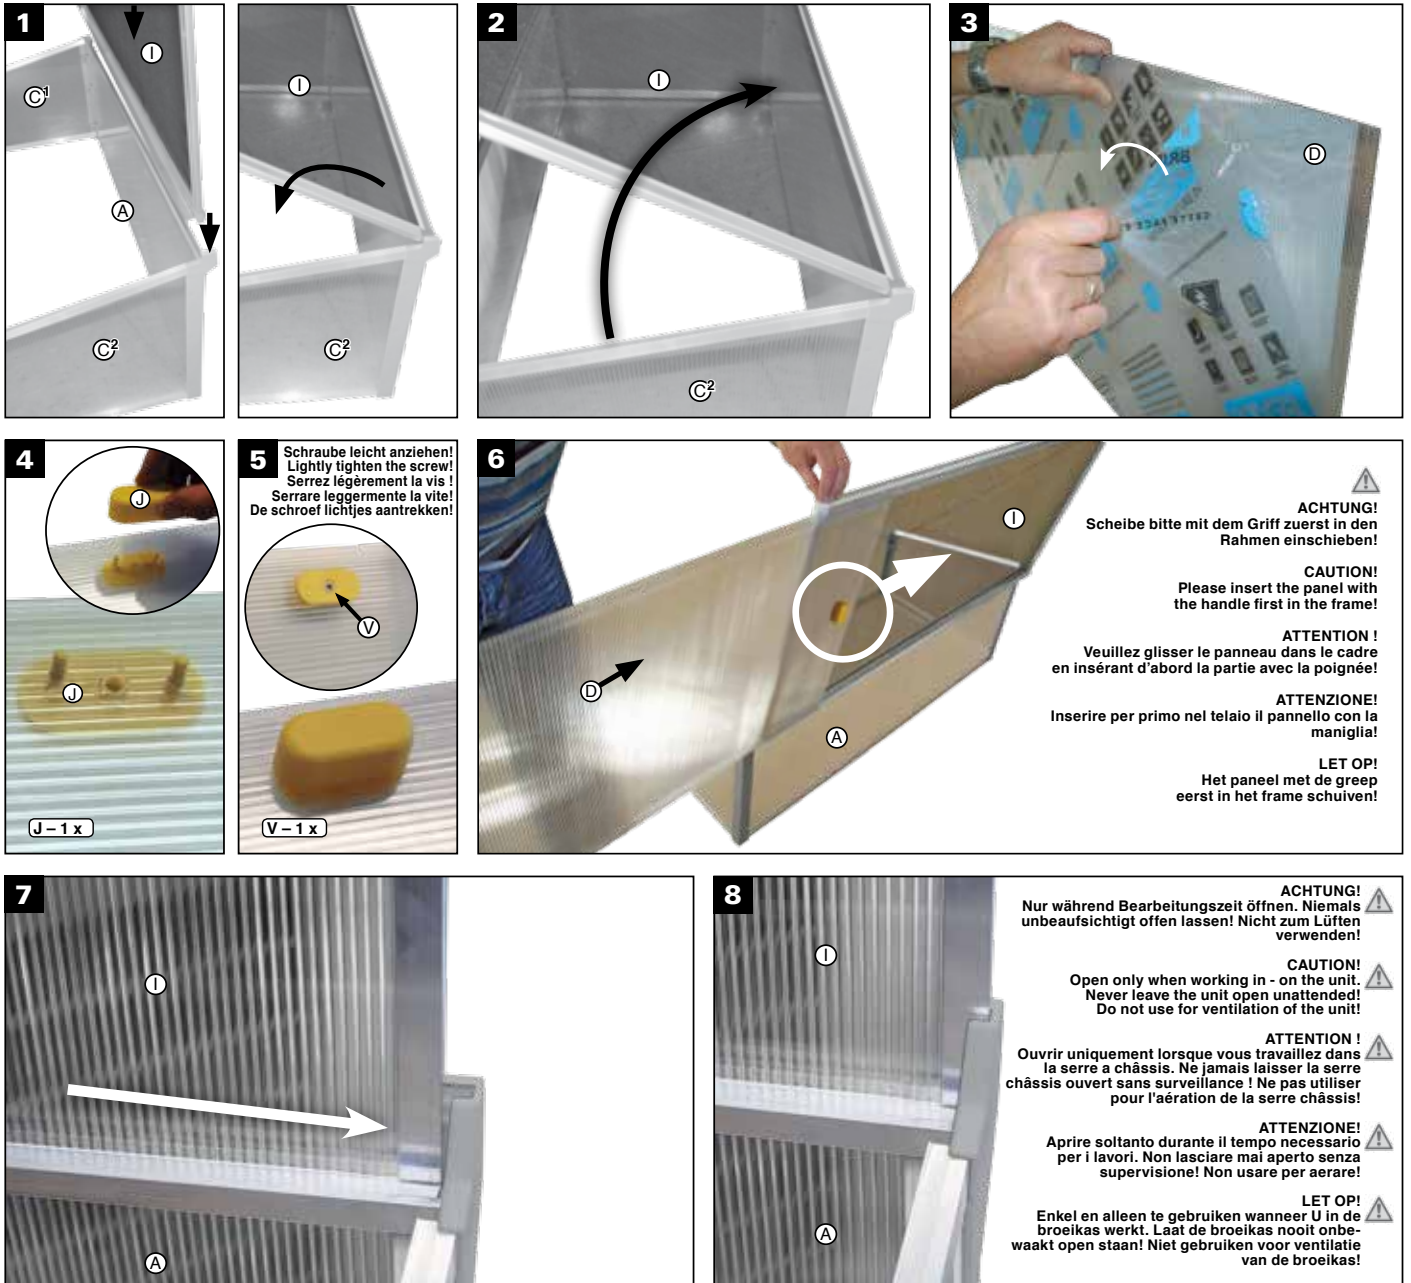 1
I
C1
A
C2
I
C2
2
I
C2
3
D
4
J
J
J – 1 x
5
Schraube leicht anziehen!
Lightly tighten the screw!
Serrez légèrement la vis !
Serrare leggermente la vite!
De schroef lichtjes aantrekken!
V
V – 1 x
6
I
D
A
ACHTUNG!
Scheibe bitte mit dem Griff zuerst in den
Rahmen einschieben!
CAUTION!
Please insert the panel with
the handle first in the frame!
ATTENTION !
Veuillez glisser le panneau dans le cadre
en insérant d'abord la partie avec la poignée!
ATTENZIONE!
Inserire per primo nel telaio il pannello con la
maniglia!
LET OP!
Het paneel met de greep
eerst in het frame schuiven!
7
I
A
8
I
A
ACHTUNG!
Nur während Bearbeitungszeit öffnen. Niemals
unbeaufsichtigt offen lassen! Nicht zum Lüften
verwenden!
CAUTION!
Open only when working in - on the unit.
Never leave the unit open unattended!
Do not use for ventilation of the unit!
ATTENTION !
Ouvrir uniquement lorsque vous travaillez dans
la serre a châssis. Ne jamais laisser la serre
châssis ouvert sans surveillance ! Ne pas utiliser
pour l'aération de la serre châssis!
ATTENZIONE!
Aprire soltanto durante il tempo necessario
per i lavori. Non lasciare mai aperto senza
supervisione! Non usare per aerare!
LET OP!
Enkel en alleen te gebruiken wanneer U in de
broeikas werkt. Laat de broeikas nooit onbe-
waakt open staan! Niet gebruiken voor ventilatie
van de broeikas!